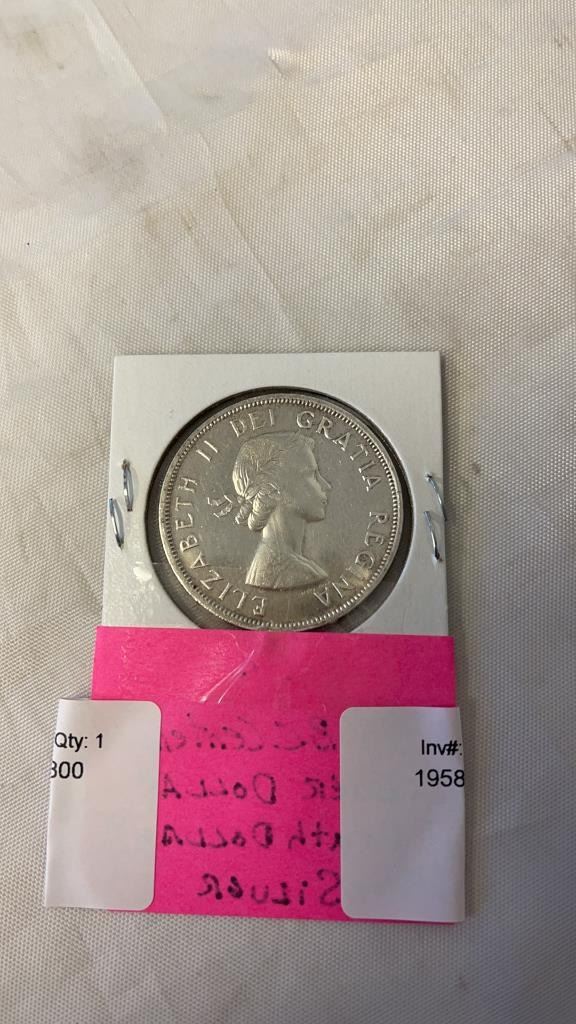 ELIZABETH II DEI GRATIA REGINA
Qty: 1
300
Inv#:
1958
DOLLA
DOLLA
SILVER